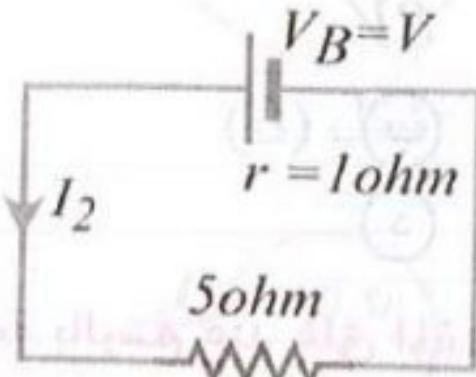 V_B = V
r = 1ohm
I_2
5ohm